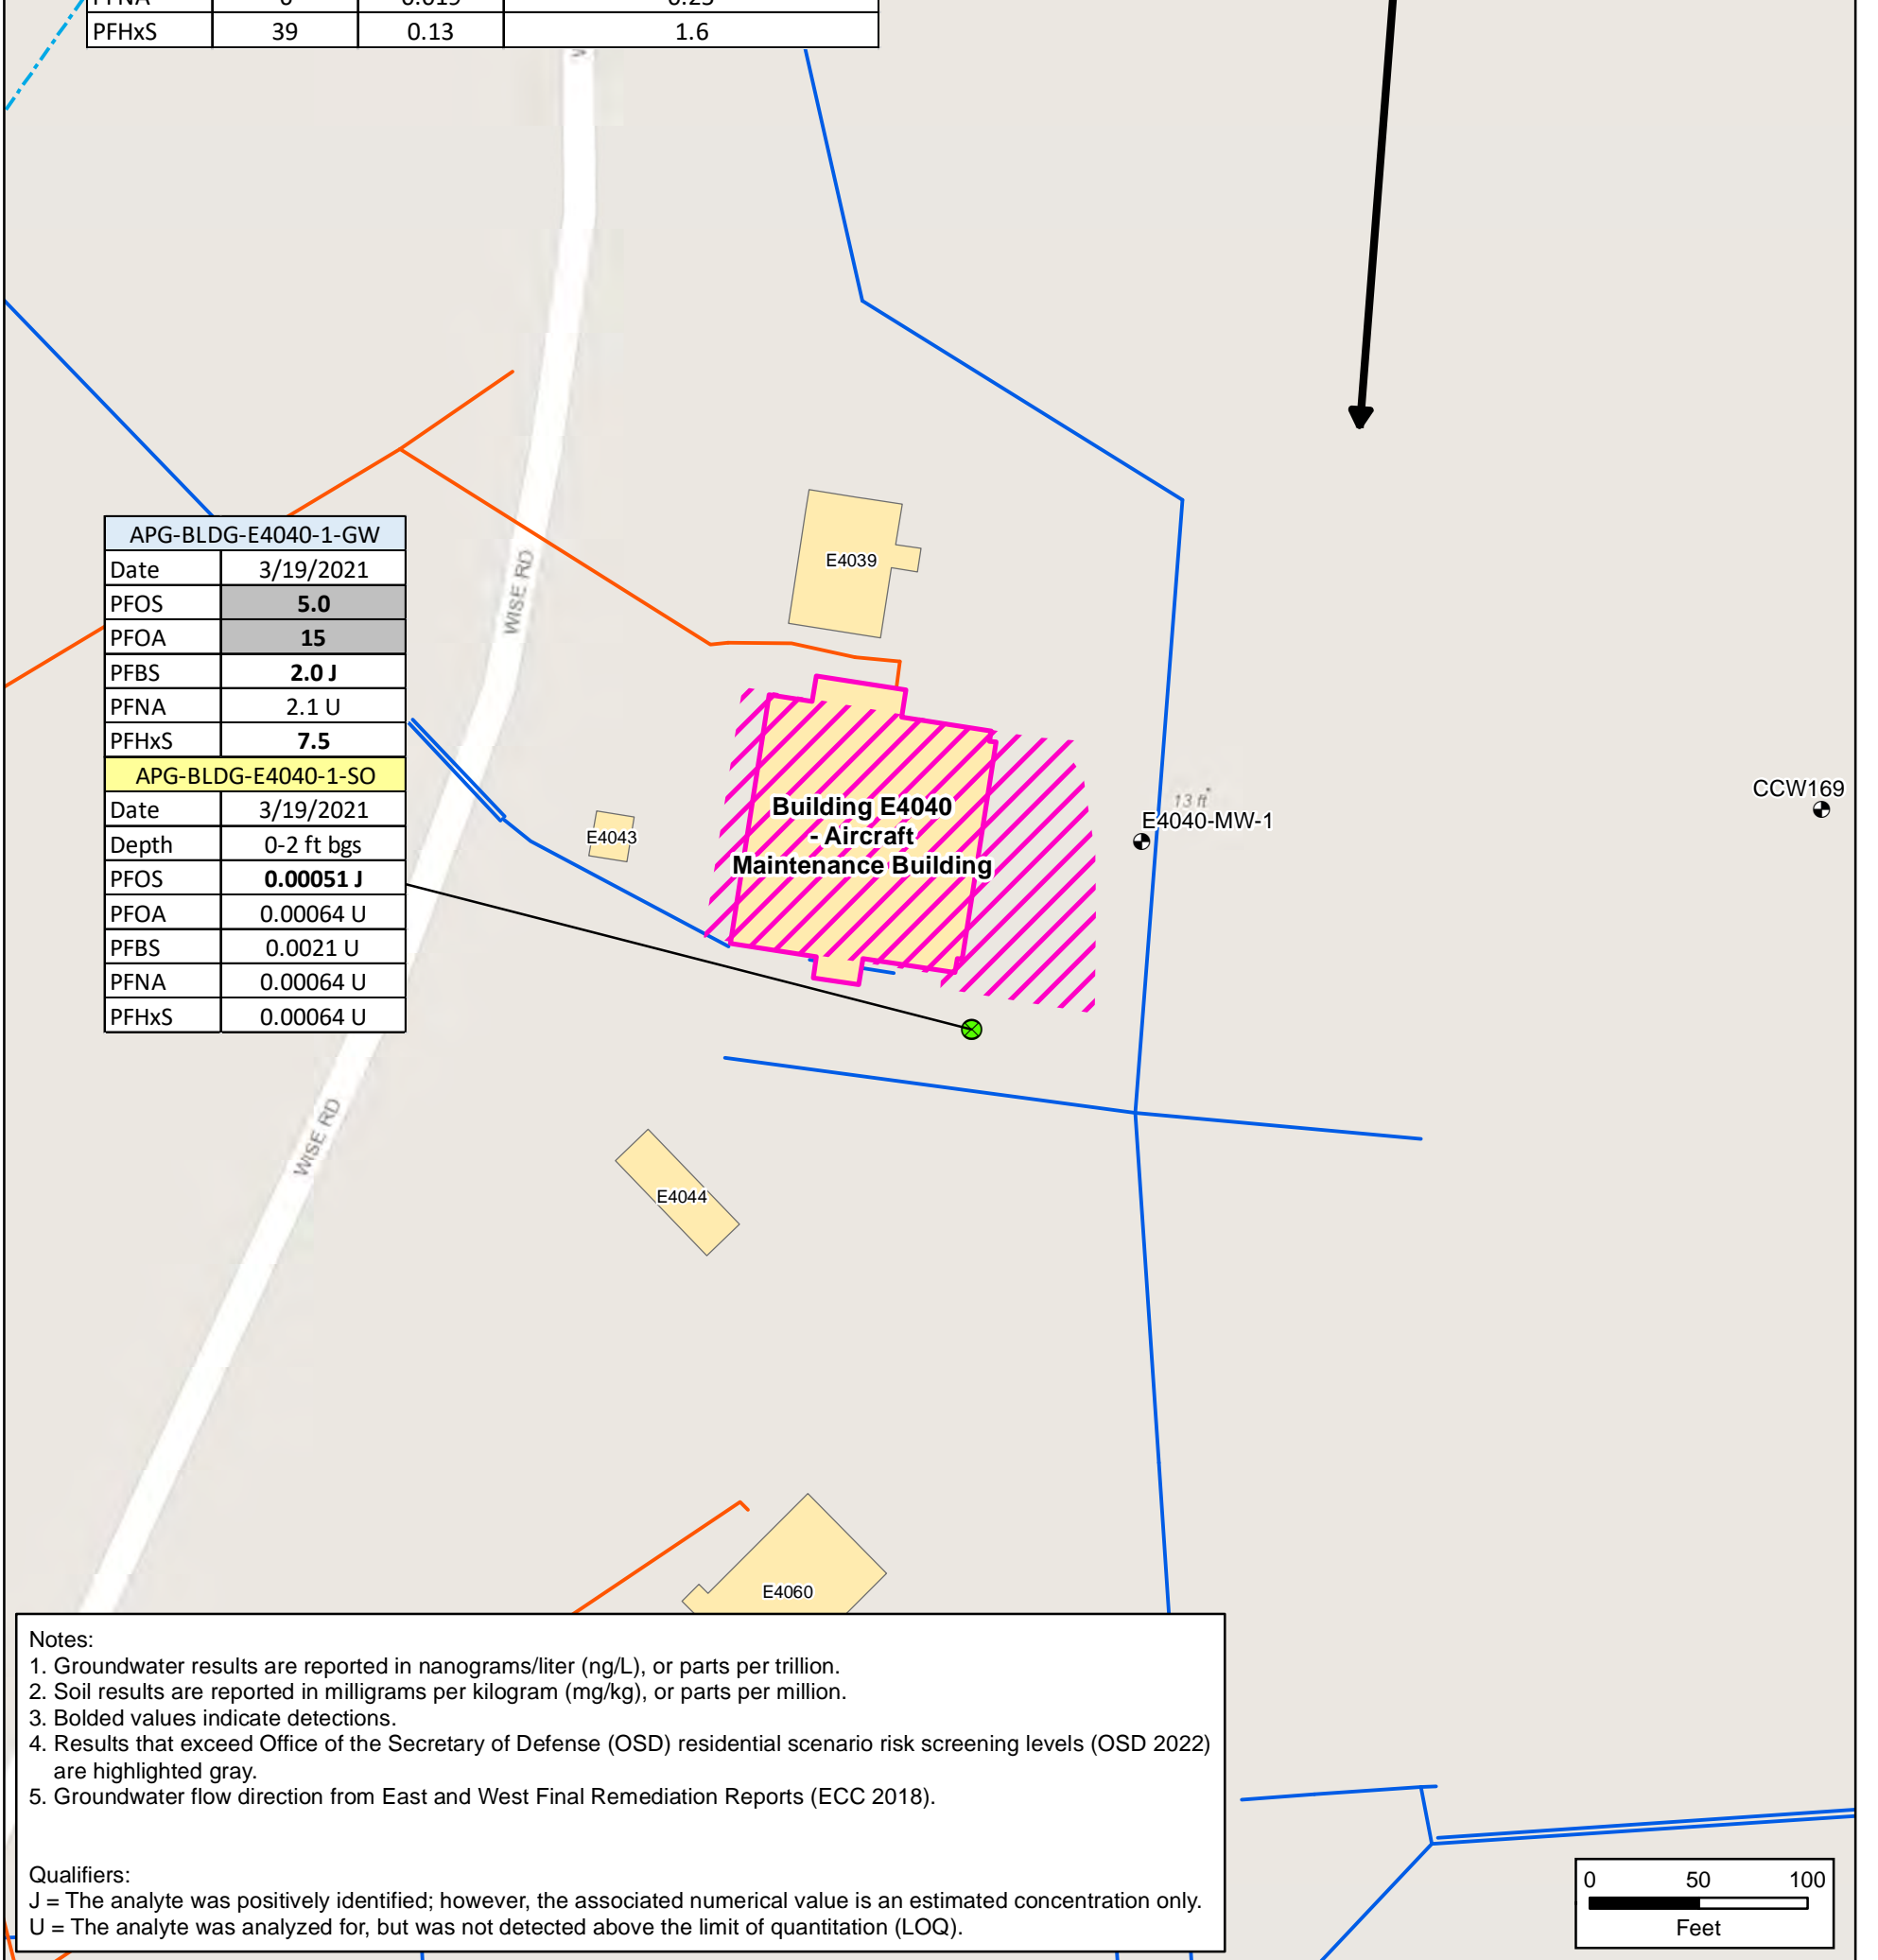 PFHxS 39 0.13 1.6
WISE RD
E4039
APG-BLDG-E4040-1-GW
Date 3/19/2021
PFOS 5.0
PFOA 15
PFBS 2.0 J
PFNA 2.1 U
PFHxS 7.5
APG-BLDG-E4040-1-SO
Date 3/19/2021
Depth 0-2 ft bgs
PFOS 0.00051 J
PFOA 0.00064 U
PFBS 0.0021 U
PFNA 0.00064 U
PFHxS 0.00064 U
E4043
Building E4040
- Aircraft
Maintenance Building
13 ft
E4040-MW-1
CCW169
WISE RD
E4044
E4060
Notes:
1. Groundwater results are reported in nanograms/liter (ng/L), or parts per trillion.
2. Soil results are reported in milligrams per kilogram (mg/kg), or parts per million.
3. Bolded values indicate detections.
4. Results that exceed Office of the Secretary of Defense (OSD) residential scenario risk screening levels (OSD 2022)
are highlighted gray.
5. Groundwater flow direction from East and West Final Remediation Reports (ECC 2018).
Qualifiers:
J = The analyte was positively identified; however, the associated numerical value is an estimated concentration only.
U = The analyte was analyzed for, but was not detected above the limit of quantitation (LOQ).
0 50 100
Feet